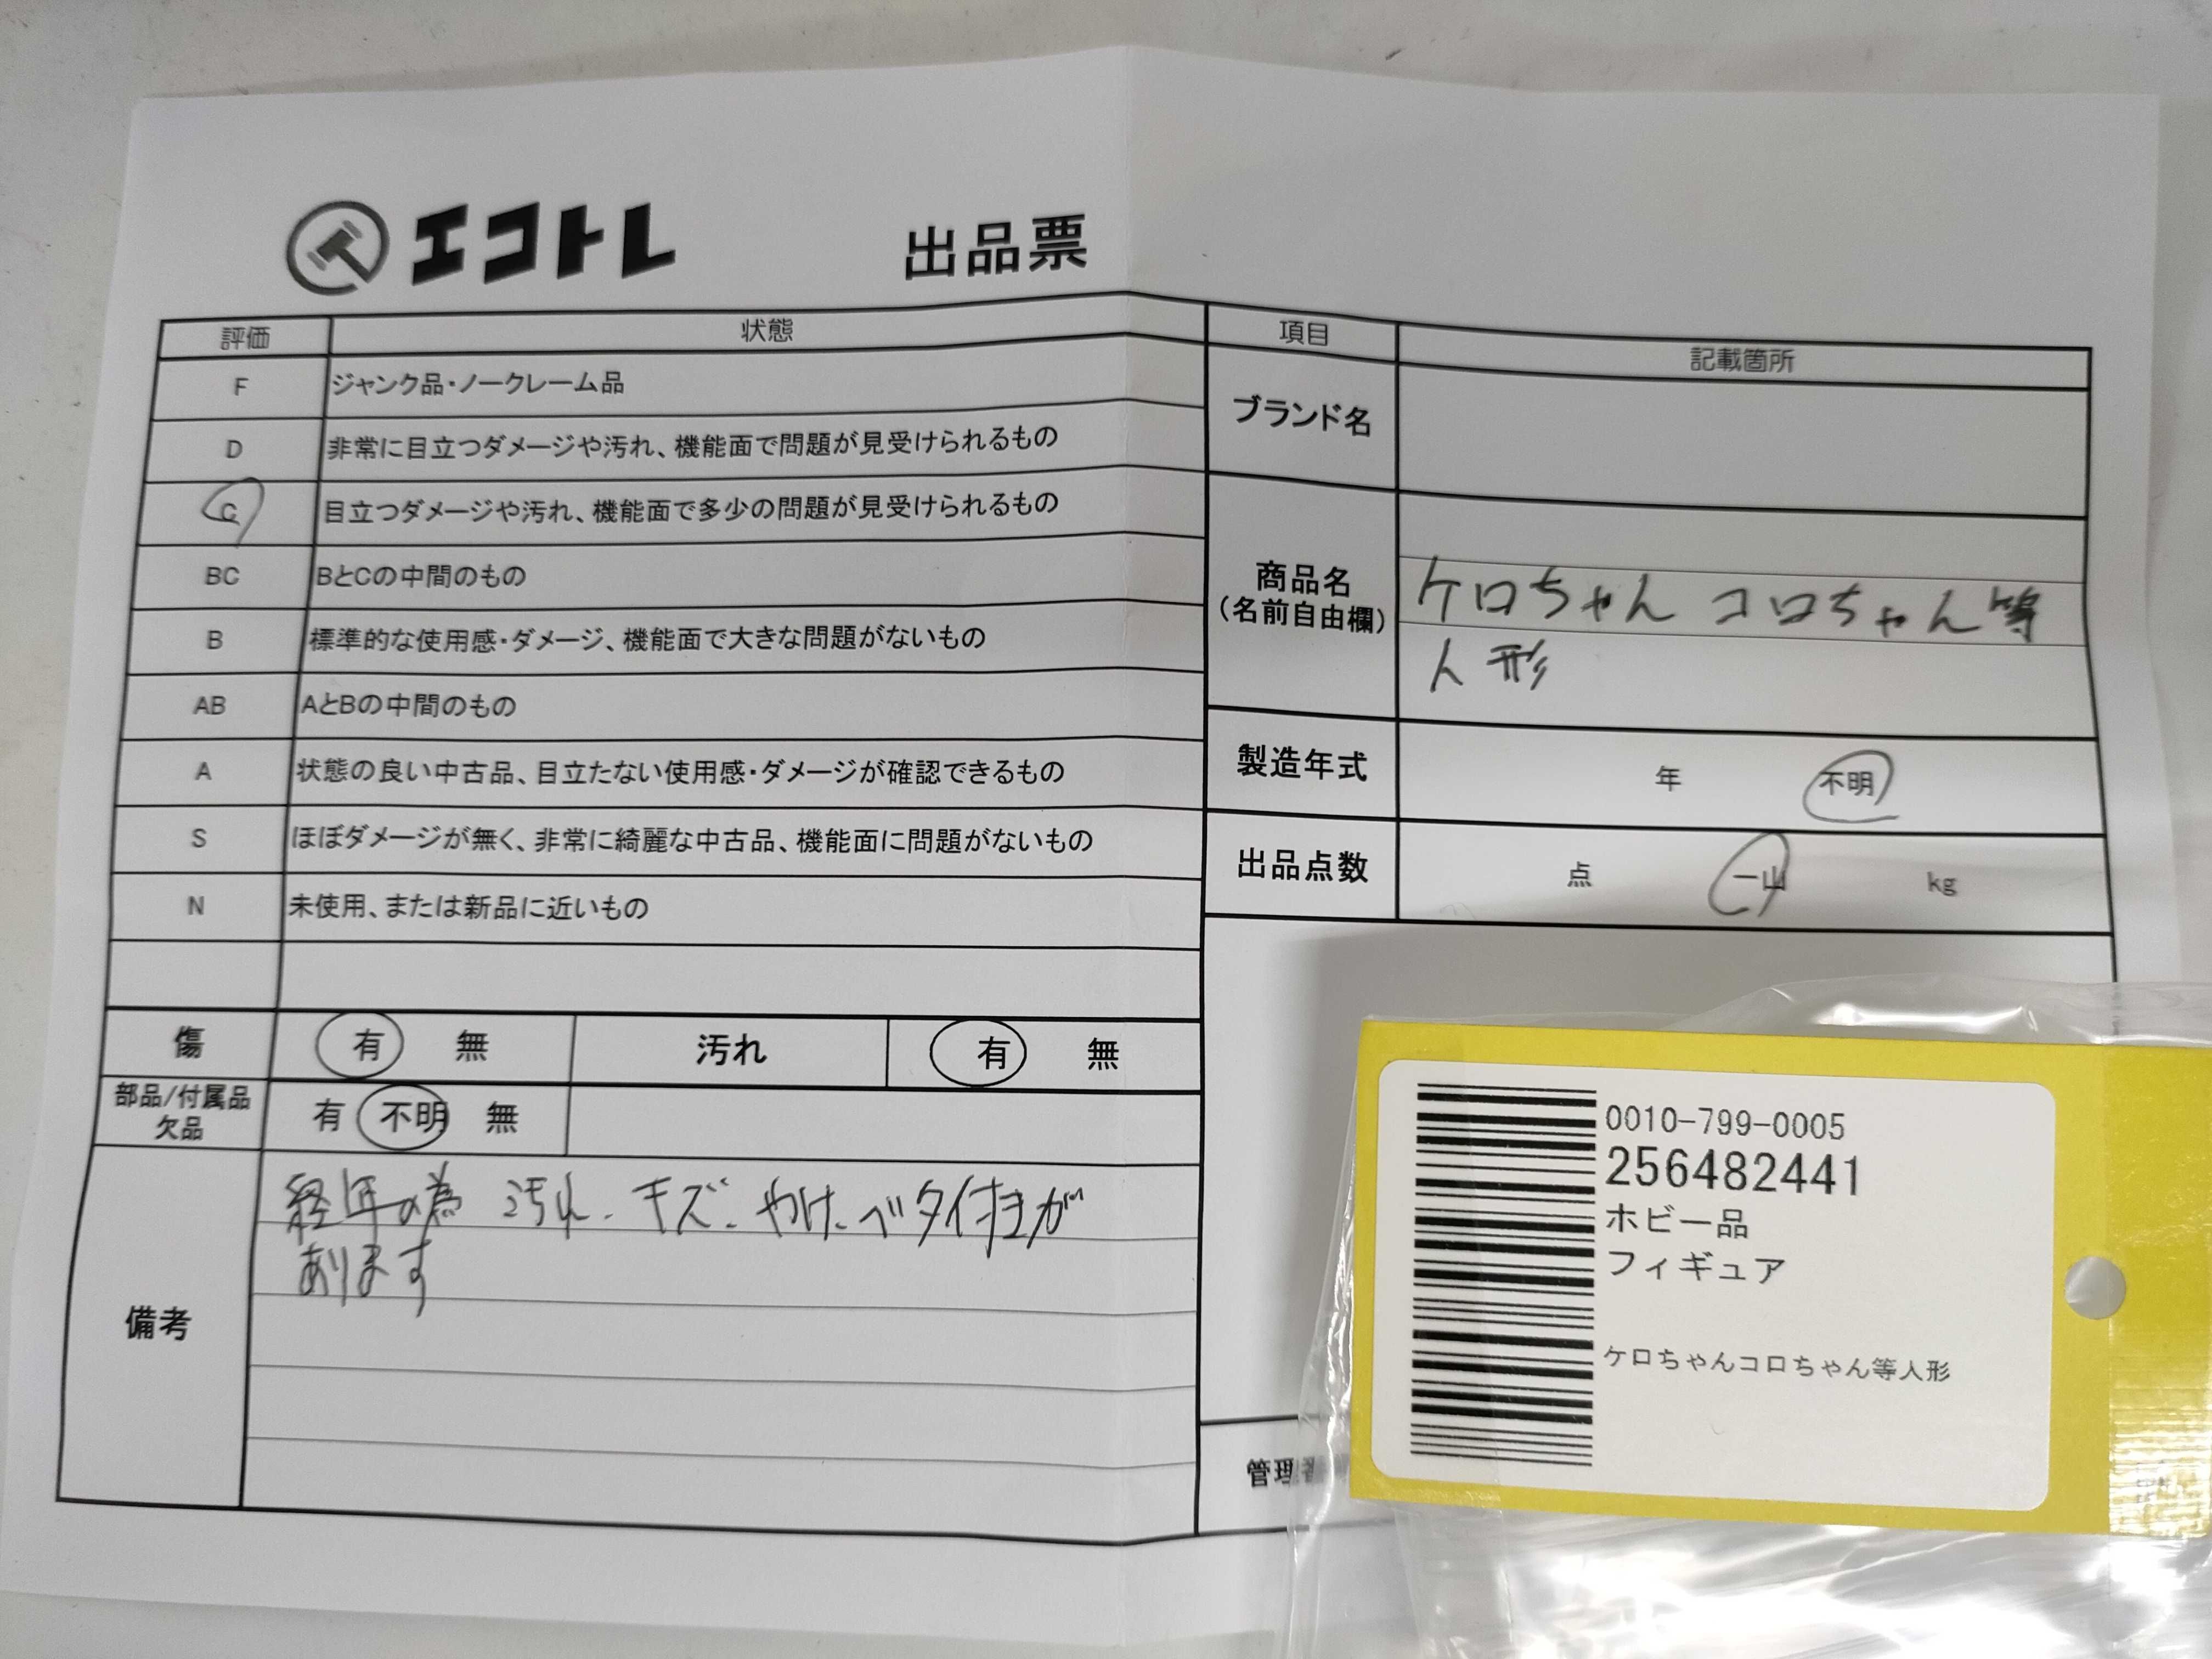 エコトレ
出品票
評価 状態
F ジャンク品・ノークレーム品
D 非常に目立つダメージや汚れ、機能面で問題が見受けられるもの
C 目立つダメージや汚れ、機能面で多少の問題が見受けられるもの
BC BとCの中間のもの
B 標準的な使用感・ダメージ、機能面で大きな問題がないもの
AB AとBの中間のもの
A 状態の良い中古品、目立たない使用感・ダメージが確認できるもの
S ほぼダメージが無く、非常に綺麗な中古品、機能面に問題がないもの
N 未使用、または新品に近いもの
傷 有 無 汚れ 有 無
部品/付属品
欠品
有 不明 無
備考
経年の為 汚れ、キズ、やけ、ベタ付きが
あります
項目 記載箇所
ブランド名
商品名
(名前自由欄)
ケロちゃん コロちゃん等
人形
製造年式 年 不明
出品点数 点 一山 kg
管理番
0010-799-0005
256482441
ホビー品
フィギュア
ケロちゃんコロちゃん等人形